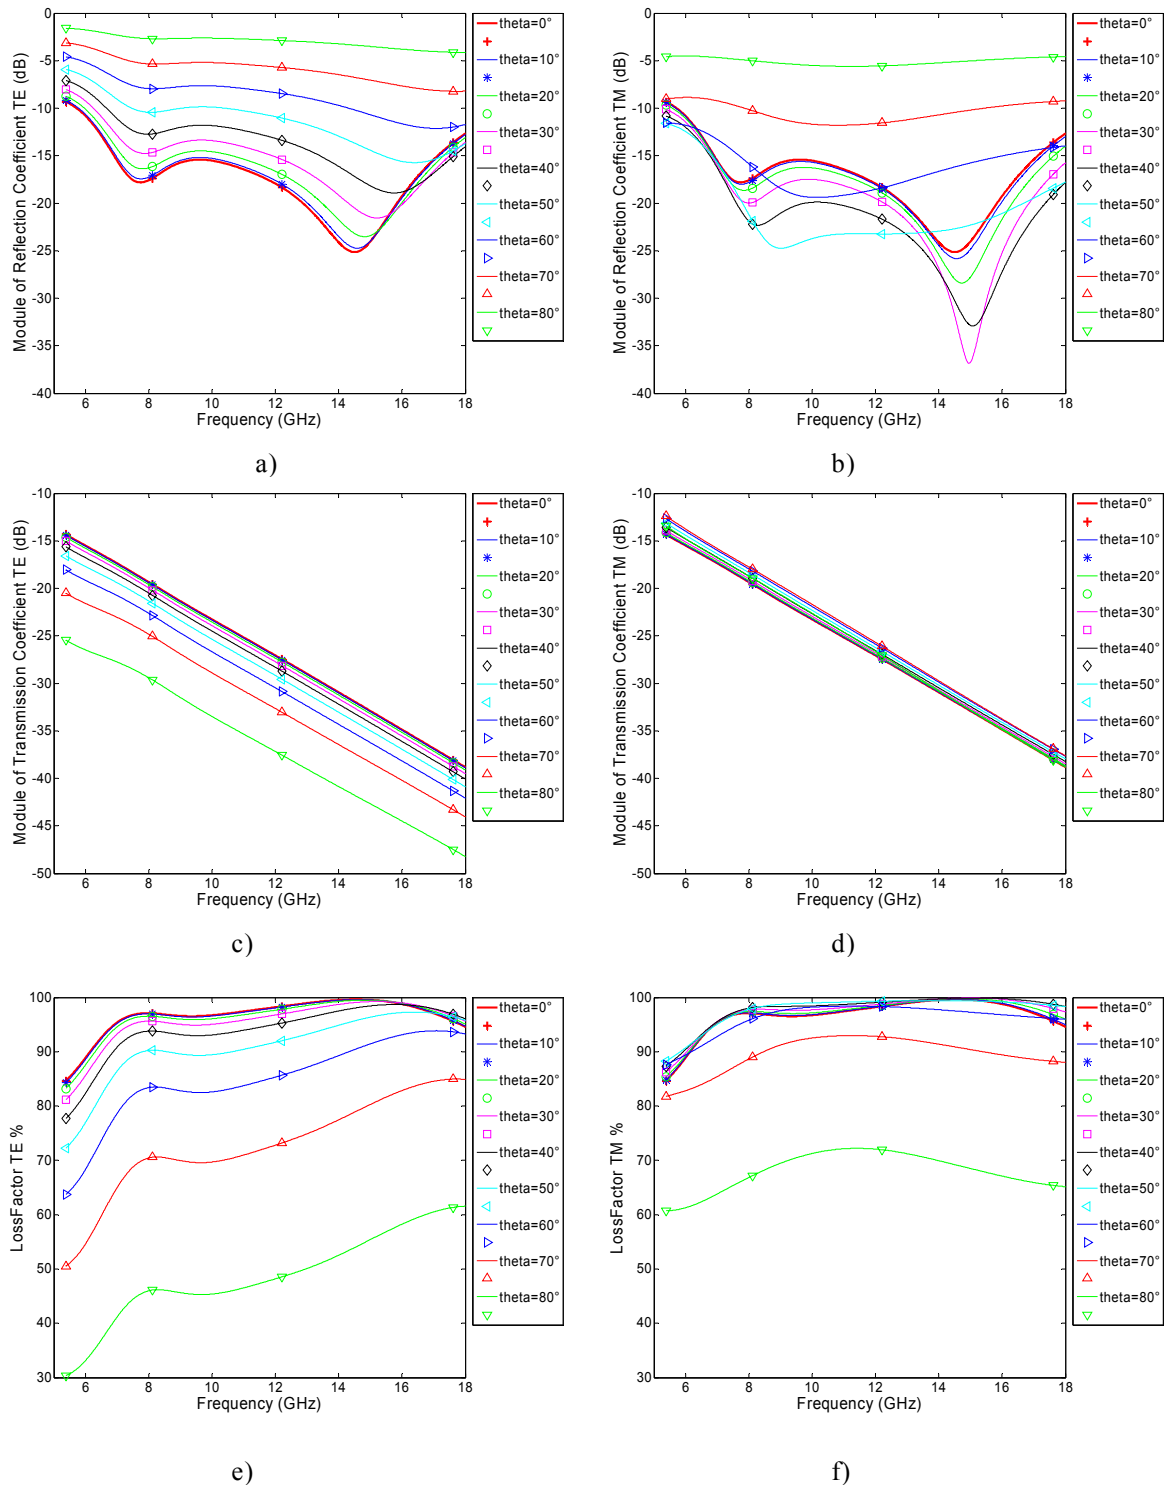 Module of Reflection Coefficient TE (dB)
0
-5
-10
-15
-20
-25
-30
-35
-40
6 8 10 12 14 16 18
Frequency (GHz)
theta=0°
theta=10°
theta=20°
theta=30°
theta=40°
theta=50°
theta=60°
theta=70°
theta=80°
a)
Module of Reflection Coefficient TM (dB)
0
-5
-10
-15
-20
-25
-30
-35
-40
6 8 10 12 14 16 18
Frequency (GHz)
theta=0°
theta=10°
theta=20°
theta=30°
theta=40°
theta=50°
theta=60°
theta=70°
theta=80°
b)
Module of Transmission Coefficient TE (dB)
-10
-15
-20
-25
-30
-35
-40
-45
-50
6 8 10 12 14 16 18
Frequency (GHz)
theta=0°
theta=10°
theta=20°
theta=30°
theta=40°
theta=50°
theta=60°
theta=70°
theta=80°
c)
Module of Transmission Coefficient TM (dB)
-10
-15
-20
-25
-30
-35
-40
-45
-50
6 8 10 12 14 16 18
Frequency (GHz)
theta=0°
theta=10°
theta=20°
theta=30°
theta=40°
theta=50°
theta=60°
theta=70°
theta=80°
d)
LossFactor TE %
100
90
80
70
60
50
40
30
6 8 10 12 14 16 18
Frequency (GHz)
theta=0°
theta=10°
theta=20°
theta=30°
theta=40°
theta=50°
theta=60°
theta=70°
theta=80°
e)
LossFactor TM %
100
90
80
70
60
50
40
30
6 8 10 12 14 16 18
Frequency (GHz)
theta=0°
theta=10°
theta=20°
theta=30°
theta=40°
theta=50°
theta=60°
theta=70°
theta=80°
f)